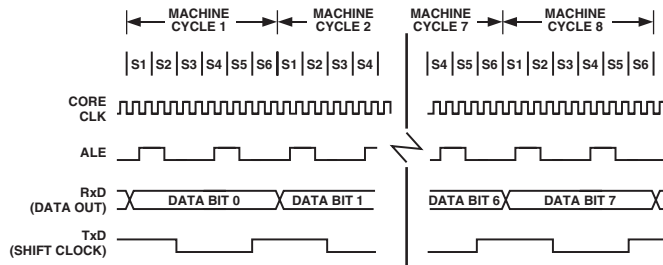 MACHINE CYCLE 1
MACHINE CYCLE 2
MACHINE CYCLE 7
MACHINE CYCLE 8
S1 S2 S3 S4 S5 S6 S1 S2 S3 S4
S4 S5 S6 S1 S2 S3 S4 S5 S6
CORE CLK
ALE
RxD (DATA OUT)
DATA BIT 0
DATA BIT 1
DATA BIT 6
DATA BIT 7
TxD (SHIFT CLOCK)